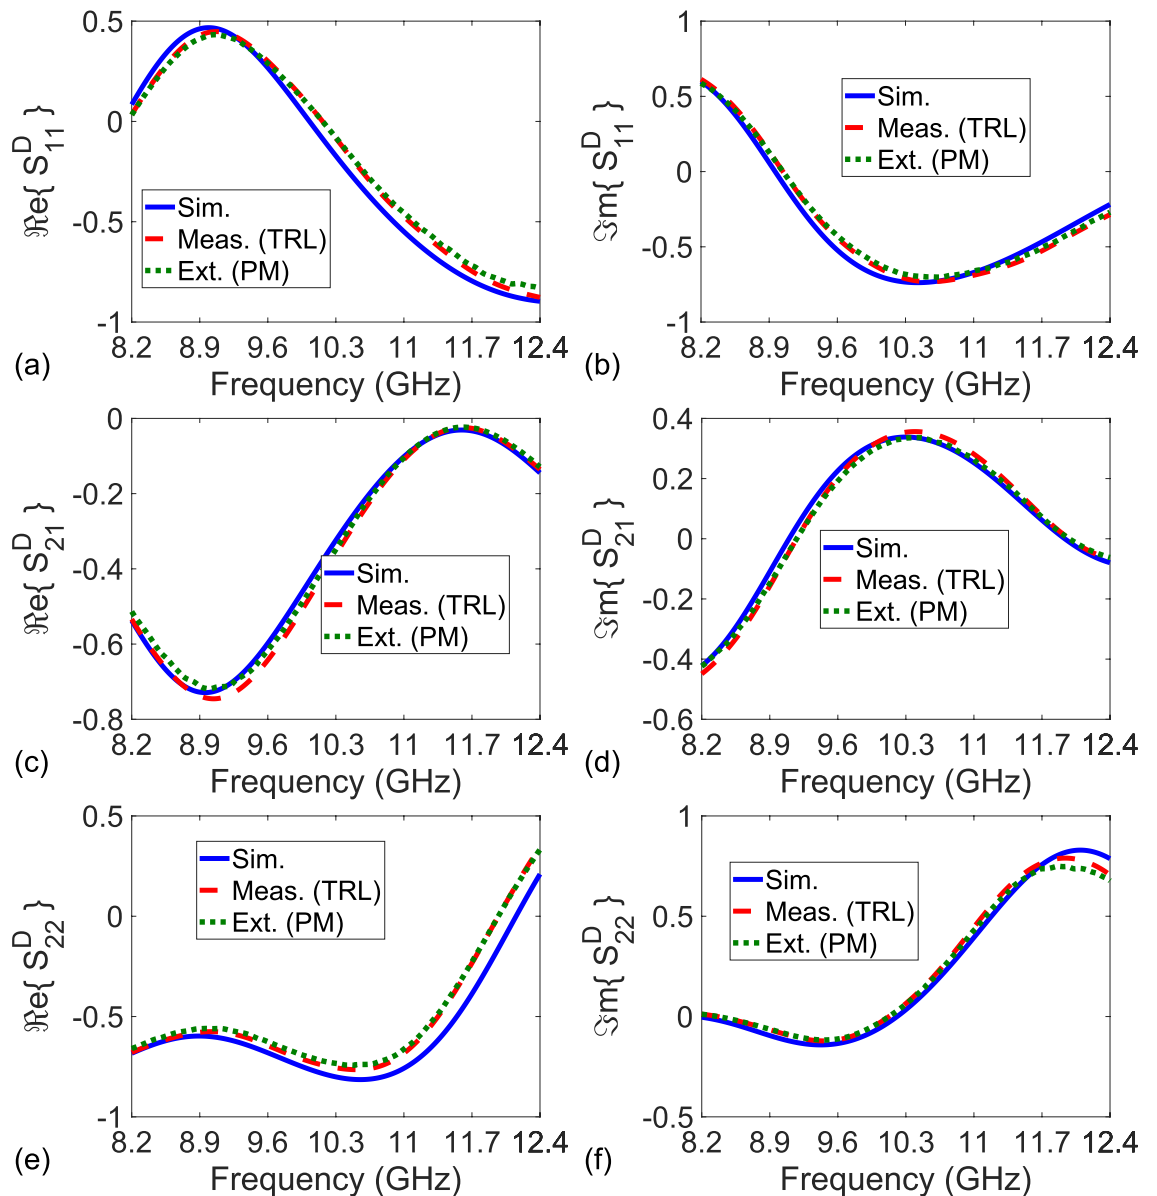 0.5
0
-0.5
-1
ℜe{ S₁₁ᴰ }
Sim.
Meas. (TRL)
Ext. (PM)
8.2 8.9 9.6 10.3 11 11.7 12.4
Frequency (GHz)
(a)
1
0.5
0
-0.5
-1
ℑm{ S₁₁ᴰ }
Sim.
Meas. (TRL)
Ext. (PM)
8.2 8.9 9.6 10.3 11 11.7 12.4
Frequency (GHz)
(b)
0
-0.2
-0.4
-0.6
-0.8
ℜe{ S₂₁ᴰ }
Sim.
Meas. (TRL)
Ext. (PM)
8.2 8.9 9.6 10.3 11 11.7 12.4
Frequency (GHz)
(c)
0.4
0.2
0
-0.2
-0.4
-0.6
ℑm{ S₂₁ᴰ }
Sim.
Meas. (TRL)
Ext. (PM)
8.2 8.9 9.6 10.3 11 11.7 12.4
Frequency (GHz)
(d)
0.5
0
-0.5
-1
ℜe{ S₂₂ᴰ }
Sim.
Meas. (TRL)
Ext. (PM)
8.2 8.9 9.6 10.3 11 11.7 12.4
Frequency (GHz)
(e)
1
0.5
0
-0.5
ℑm{ S₂₂ᴰ }
Sim.
Meas. (TRL)
Ext. (PM)
8.2 8.9 9.6 10.3 11 11.7 12.4
Frequency (GHz)
(f)